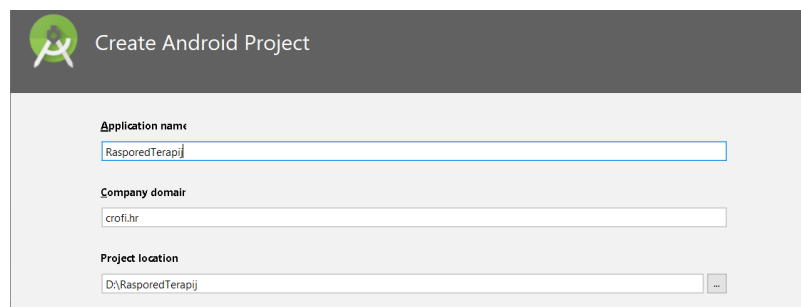 Create Android Project
Application name
RasporedTerapij
Company domain
crofi.hr
Project location
D:\RasporedTerapij
...